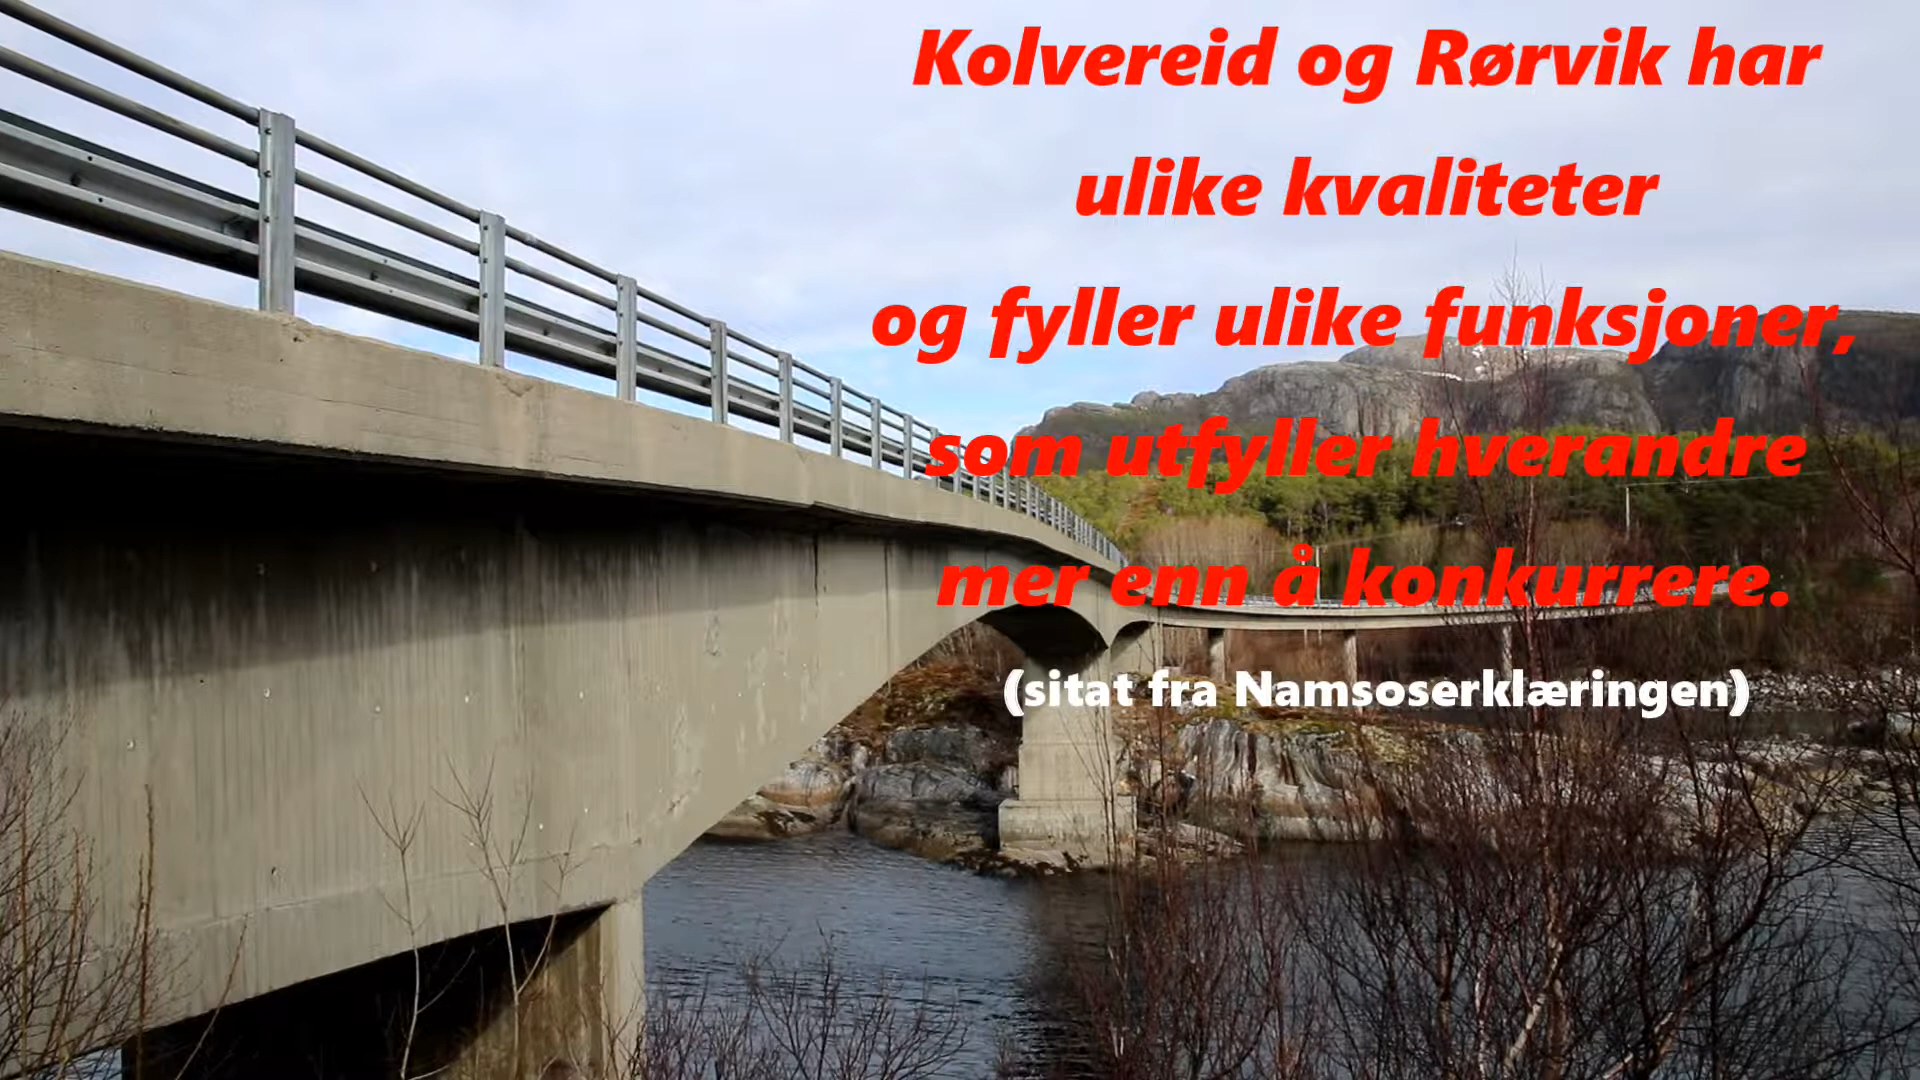 Kolvereid og Rørvik har
ulike kvaliteter
og fyller ulike funksjoner,
som utfyller hverandre
mer enn å konkurrere.
(sitat fra Namsoserklæringen)